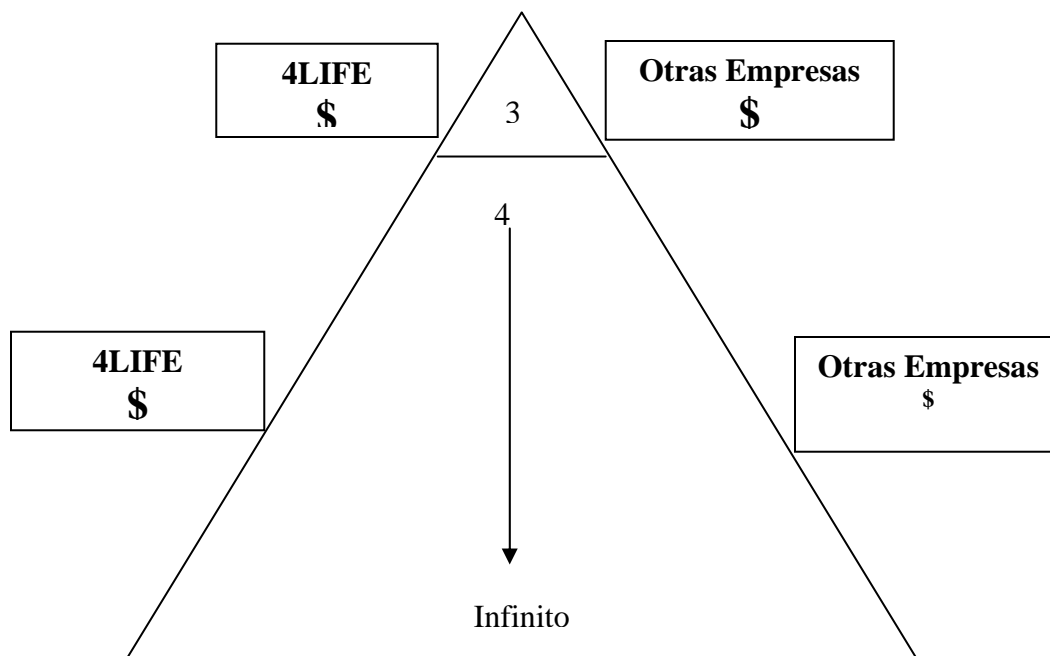 4LIFE
$
Otras Empresas
$
3
4
4LIFE
$
Otras Empresas
$
Infinito